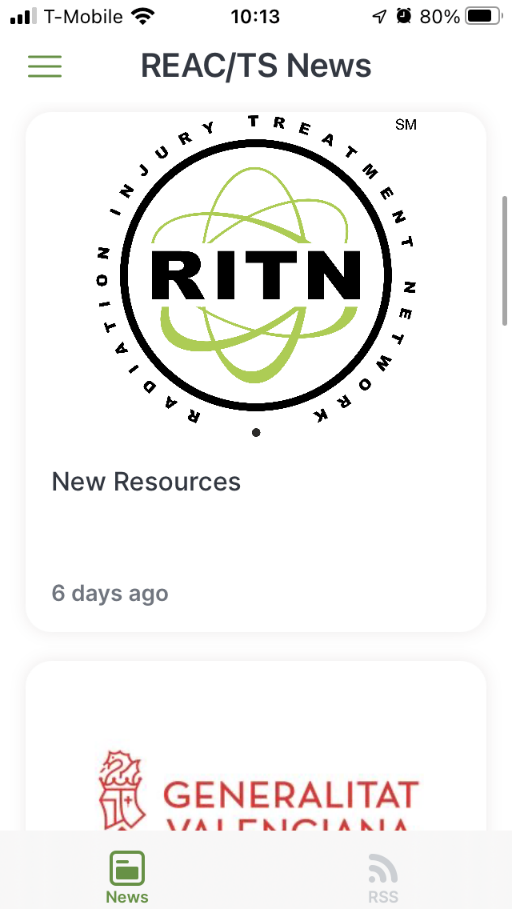 T-Mobile 10:13 80%
REAC/TS News
SM
RADIATION INJURY TREATMENT NETWORK
RITN
New Resources
6 days ago
GENERALITAT
VALENCIANA
News RSS